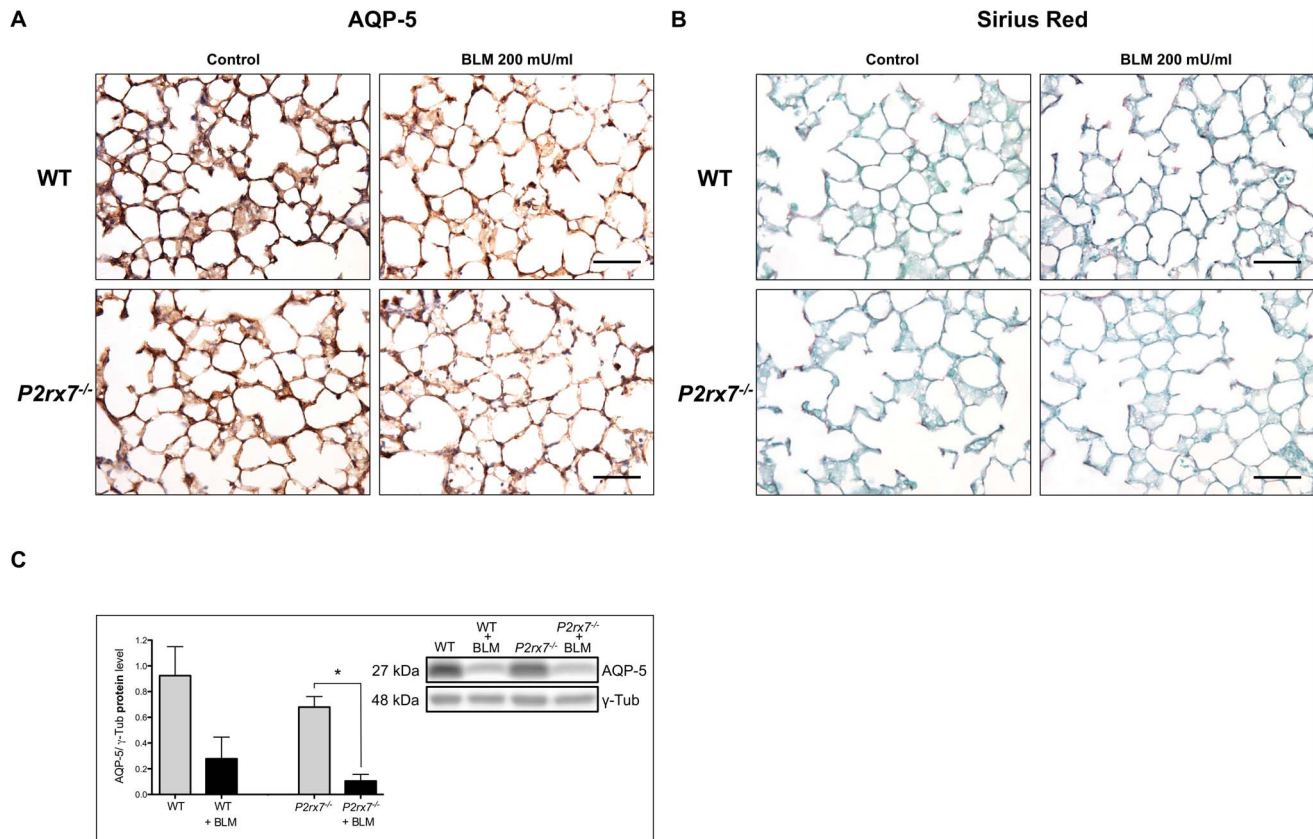 A
AQP-5
Control
BLM 200 mU/ml
WT
P2rx7-/-
B
Sirius Red
Control
BLM 200 mU/ml
WT
P2rx7-/-
C
AQP-5/ γ-Tub protein level
1.2
1.0
0.8
0.6
0.4
0.2
0.0
WT
WT
+ BLM
P2rx7-/-
P2rx7-/-
+ BLM
*
WT
WT
+
BLM
P2rx7-/-
P2rx7-/-
+
BLM
27 kDa
AQP-5
48 kDa
γ-Tub